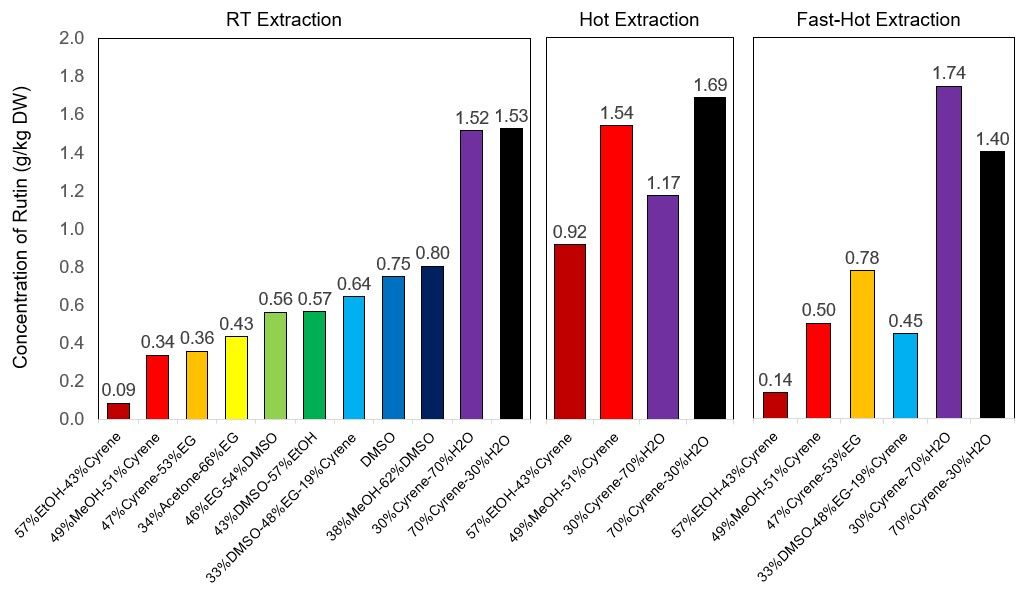 RT Extraction
Hot Extraction
Fast-Hot Extraction
Concentration of Rutin (g/kg DW)
2.0
1.8
1.6
1.4
1.2
1.0
0.8
0.6
0.4
0.2
0.0
0.09
0.34
0.36
0.43
0.56
0.57
0.64
0.75
0.80
1.52
1.53
0.92
1.54
1.17
1.69
0.14
0.50
0.78
0.45
1.74
1.40
57%EtOH-43%Cyrene
49%MeOH-51%Cyrene
47%Cyrene-53%EG
34%Acetone-66%EG
46%EG-54%DMSO
43%DMSO-57%EtOH
33%DMSO-48%EG-19%Cyrene
DMSO
38%MeOH-62%DMSO
30%Cyrene-70%H2O
70%Cyrene-30%H2O
57%EtOH-43%Cyrene
49%MeOH-51%Cyrene
30%Cyrene-70%H2O
70%Cyrene-30%H2O
57%EtOH-43%Cyrene
49%MeOH-51%Cyrene
47%Cyrene-53%EG
33%DMSO-48%EG-19%Cyrene
30%Cyrene-70%H2O
70%Cyrene-30%H2O